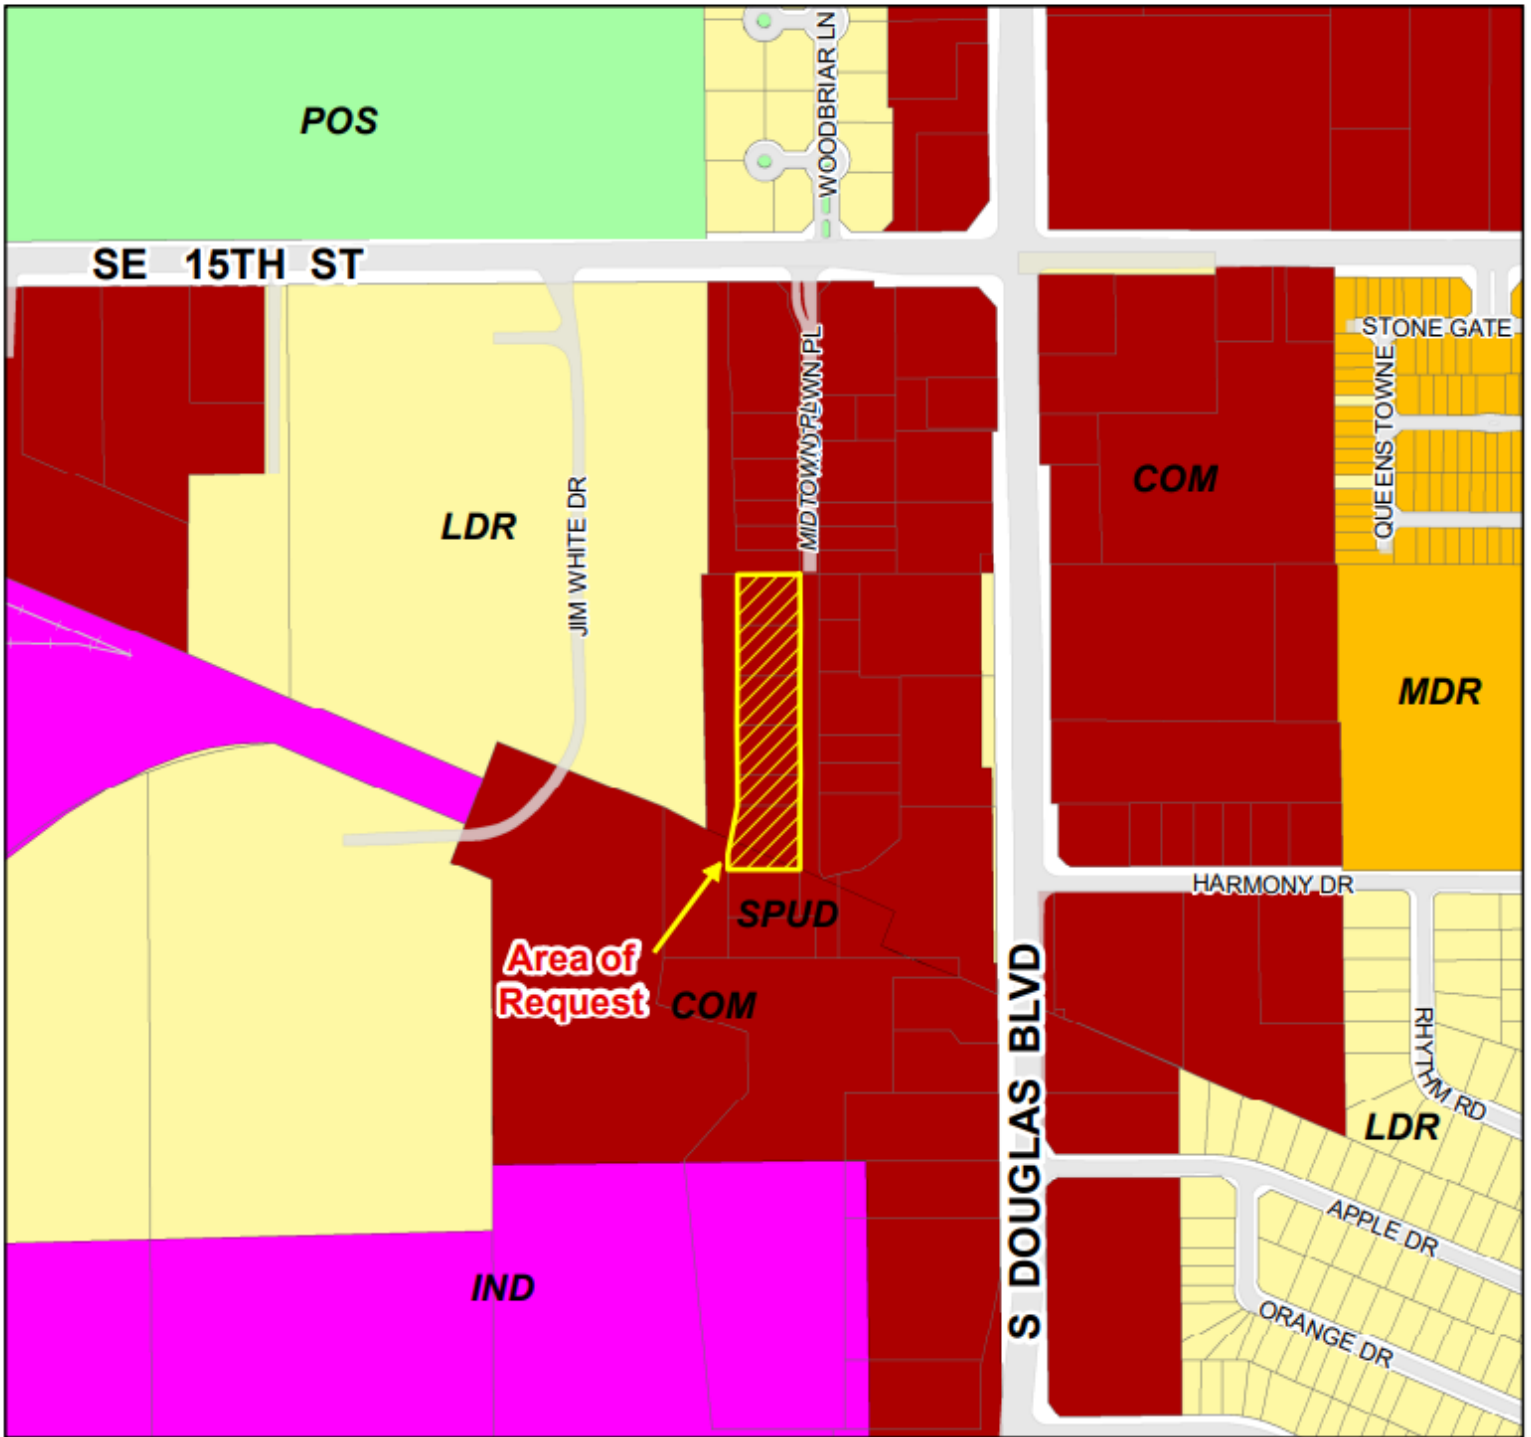 WOODBRIAR LN
POS
SE 15TH ST
STONE GATE
MIDTOWN PL
QUEENS TOWNE
COM
LDR
JIM WHITE DR
MDR
HARMONY DR
SPUD
Area of
Request
COM
S DOUGLAS BLVD
RHYTHM RD
LDR
APPLE DR
IND
ORANGE DR